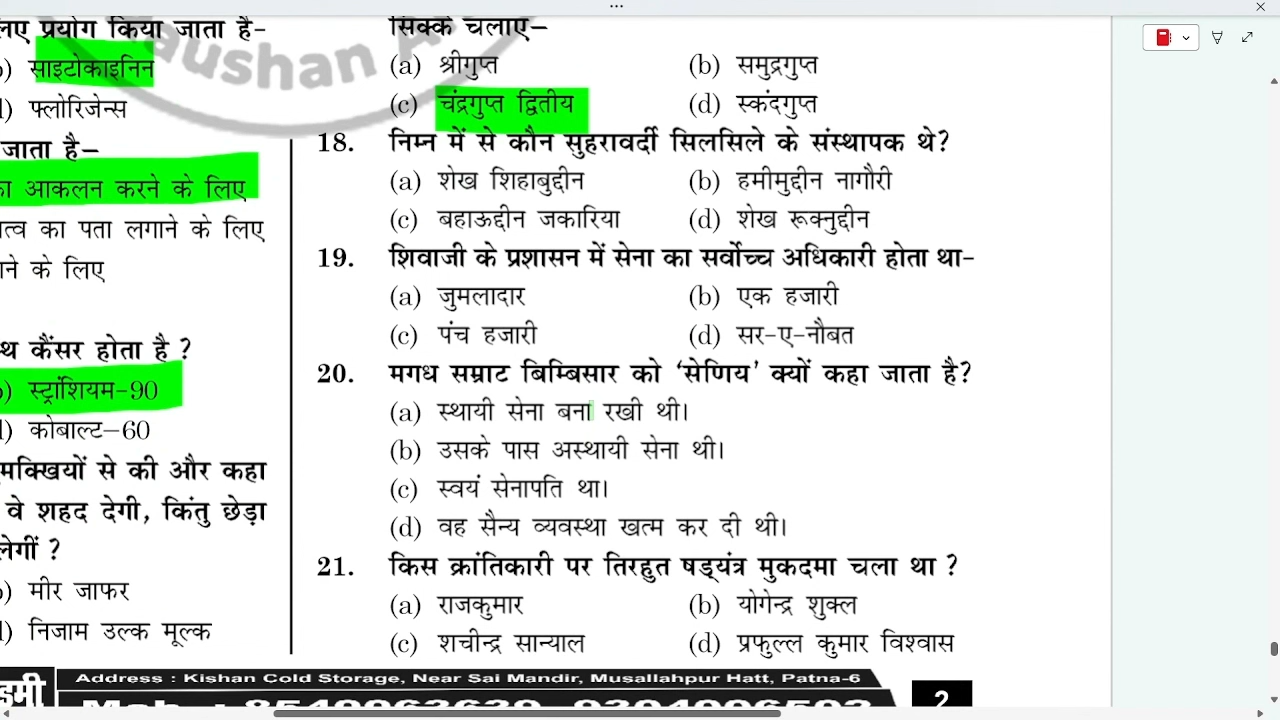 लिए प्रयोग किया जाता है–
साइटोकाइनिन
फ्लोरिजेन्स
जाता है–
का आकलन करने के लिए
का पता लगाने के लिए
के लिए
कैंसर होता है ?
स्ट्रांशियम-90
कोबाल्ट–60
से की और कहा
वे शहद देगी, किंतु छेड़ा
?
मीर जाफर
निजाम उल्क मूल्क
सिक्के चलाए–
(a) श्रीगुप्त (b) समुद्रगुप्त
(c) चंद्रगुप्त द्वितीय (d) स्कंदगुप्त
18. निम्न में से कौन सुहरावर्दी सिलसिले के संस्थापक थे?
(a) शेख शिहाबुद्दीन (b) हमीमुद्दीन नागौरी
(c) बहाऊद्दीन जकारिया (d) शेख रूक्नुद्दीन
19. शिवाजी के प्रशासन में सेना का सर्वोच्च अधिकारी होता था-
(a) जुमलादार (b) एक हजारी
(c) पंच हजारी (d) सर-ए-नौबत
20. मगध सम्राट बिम्बिसार को ‘सेणिय’ क्यों कहा जाता है?
(a) स्थायी सेना बना रखी थी।
(b) उसके पास अस्थायी सेना थी।
(c) स्वयं सेनापति था।
(d) वह सैन्य व्यवस्था खत्म कर दी थी।
21. किस क्रांतिकारी पर तिरहुत षड्यंत्र मुकदमा चला था ?
(a) राजकुमार (b) योगेन्द्र शुक्ल
(c) शचीन्द्र सान्याल (d) प्रफुल्ल कुमार विश्वास
Address : Kishan Cold Storage, Near Sai Mandir, Musallahpur Hatt, Patna-6
2